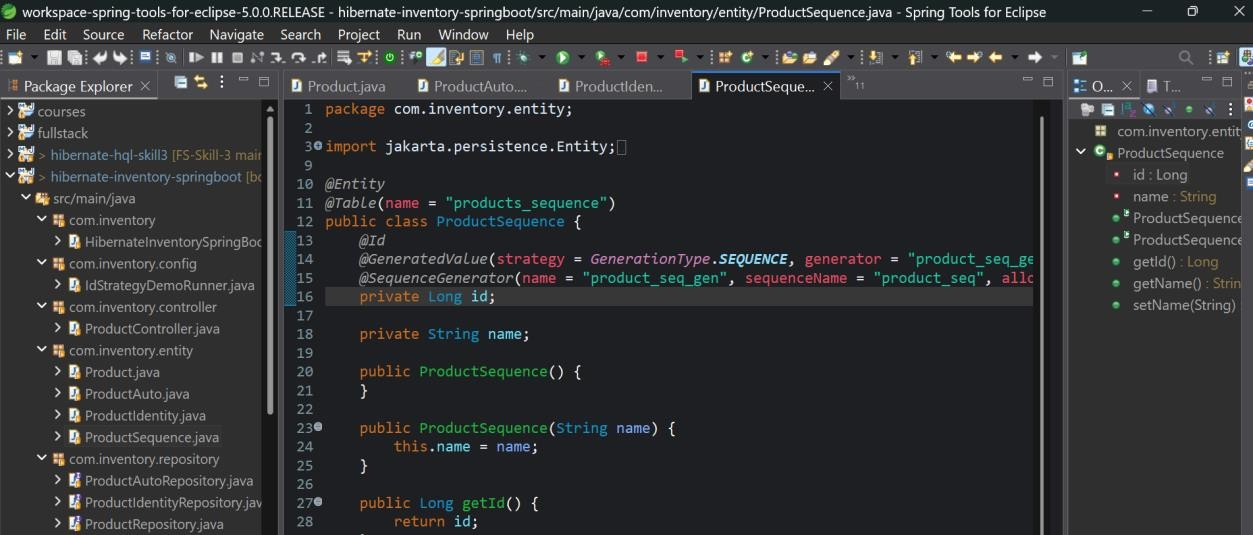 workspace-spring-tools-for-eclipse-5.0.0.RELEASE - hibernate-inventory-springboot/src/main/java/com/inventory/entity/ProductSequence.java - Spring Tools for Eclipse
File Edit Source Refactor Navigate Search Project Run Window Help
Package Explorer
courses
fullstack
> hibernate-hql-skill3 [FS-Skill-3 mair
> hibernate-inventory-springboot [bo
src/main/java
com.inventory
HibernateInventorySpringBoo
com.inventory.config
IdStrategyDemoRunner.java
com.inventory.controller
ProductController.java
com.inventory.entity
Product.java
ProductAuto.java
ProductIdentity.java
ProductSequence.java
com.inventory.repository
ProductAutoRepository.java
ProductIdentityRepository.jav
ProductRepository.java
Product.java ProductAuto.... ProductIden... ProductSeque... »11
1 package com.inventory.entity;
2
3 import jakarta.persistence.Entity;
9
10 @Entity
11 @Table(name = "products_sequence")
12 public class ProductSequence {
13 @Id
14 @GeneratedValue(strategy = GenerationType.SEQUENCE, generator = "product_seq_ge
15 @SequenceGenerator(name = "product_seq_gen", sequenceName = "product_seq", allo
16 private Long id;
17
18 private String name;
19
20 public ProductSequence() {
21 }
22
23 public ProductSequence(String name) {
24 this.name = name;
25 }
26
27 public Long getId() {
28 return id;
O... T...
com.inventory.entit
ProductSequence
id : Long
name : String
ProductSequence
ProductSequence
getId() : Long
getName() : Strin
setName(String)